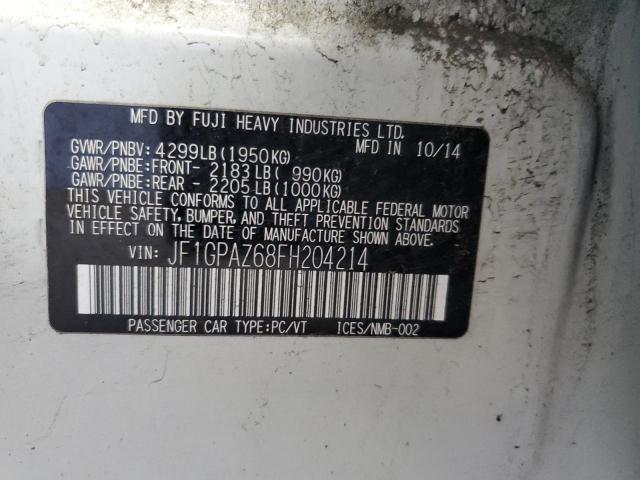 MFD BY FUJI HEAVY INDUSTRIES LTD.
MFD IN 10/14
GVWR/PNBV: 4299LB(1950KG)
GAWR/PNBE:FRONT- 2183LB( 990KG)
GAWR/PNBE:REAR - 2205LB(1000KG)
THIS VEHICLE CONFORMS TO ALL APPLICABLE FEDERAL MOTOR
VEHICLE SAFETY, BUMPER, AND THEFT PREVENTION STANDARDS
IN EFFECT ON THE DATE OF MANUFACTURE SHOWN ABOVE.
VIN: JF1GPAZ68FH204214
PASSENGER CAR TYPE:PC/VT ICES/NMB-002